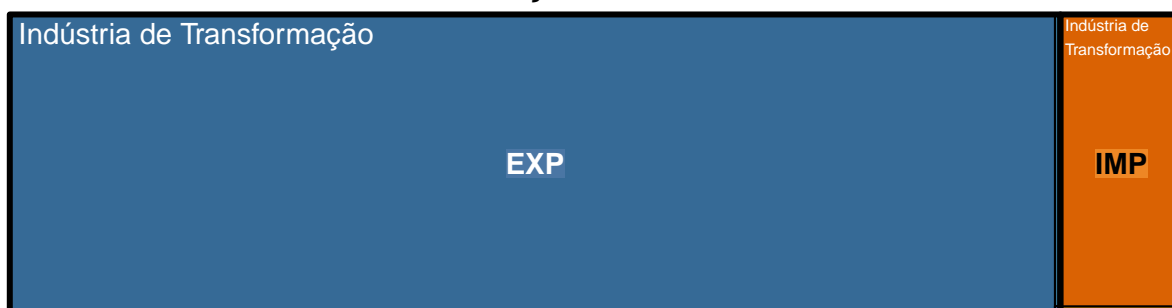 Indústria de Transformação
Indústria de
Transformação
EXP
IMP